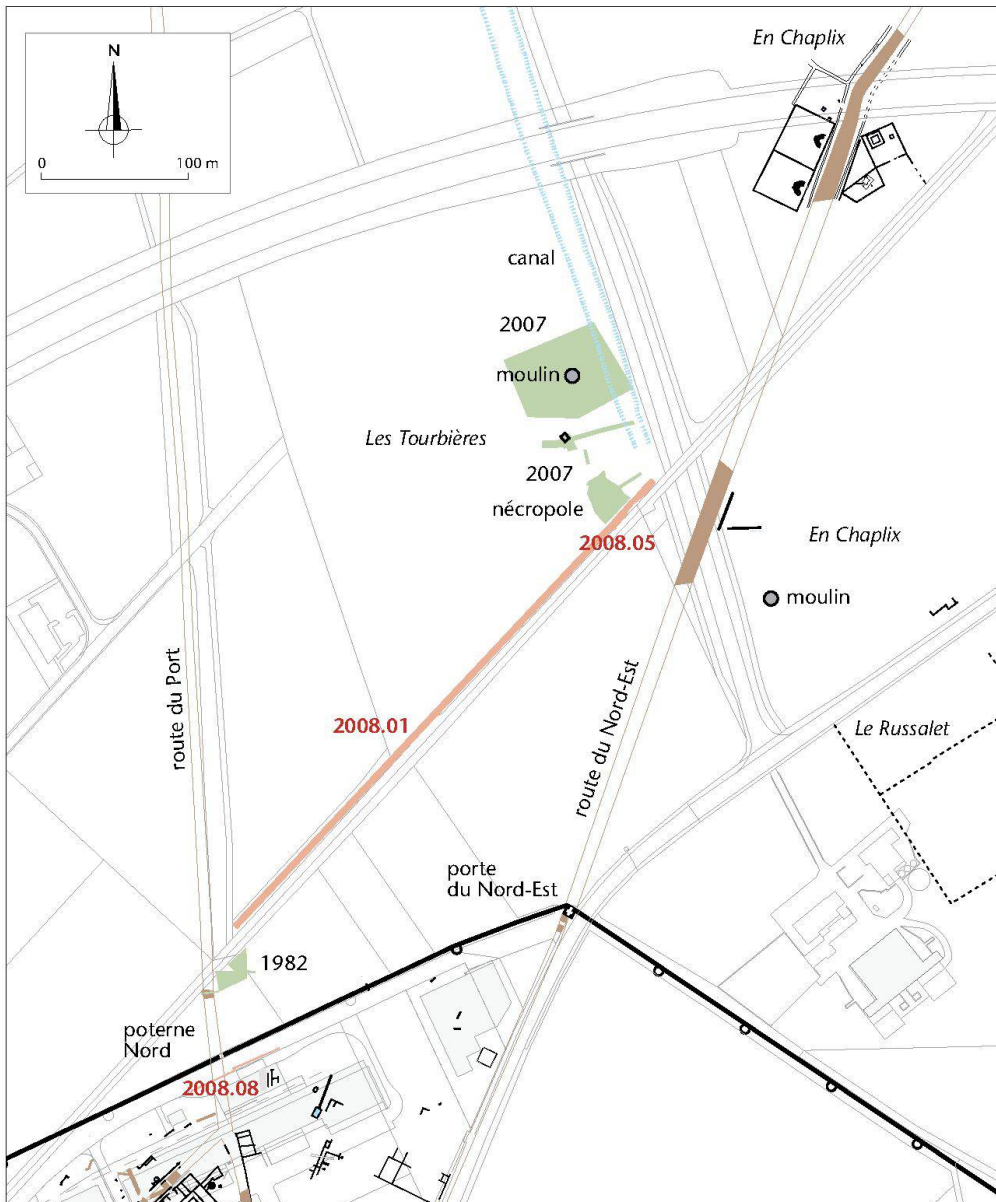 N
0
100 m
En Chaplix
canal
2007
moulin
Les Tourbières
2007
nécropole
2008.05
En Chaplix
moulin
route du Port
2008.01
route du Nord-Est
Le Russalet
porte
du Nord-Est
1982
poterne
Nord
2008.08